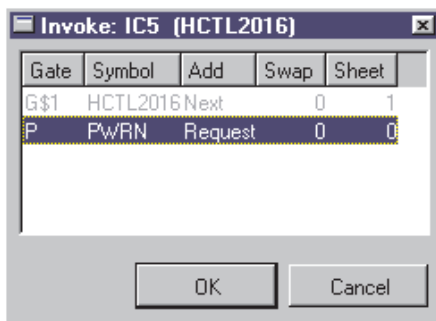 Invoke: IC5 (HCTL2016)
Gate Symbol Add Swap Sheet
G$1 HCTL2016 Next 0 1
P PWRN Request 0 0
OK Cancel